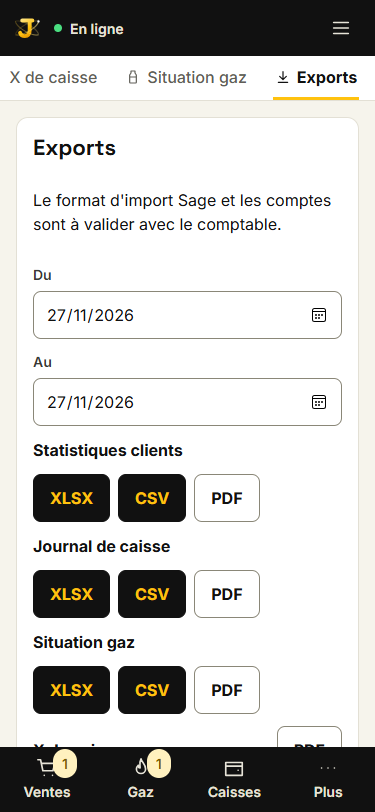 J
En ligne
X de caisse
Situation gaz
Exports
Exports
Le format d'import Sage et les comptes
sont à valider avec le comptable.
Du
27/11/2026
Au
27/11/2026
Statistiques clients
XLSX
CSV
PDF
Journal de caisse
XLSX
CSV
PDF
Situation gaz
XLSX
CSV
PDF
PDF
1
1
Ventes
Gaz
Caisses
Plus